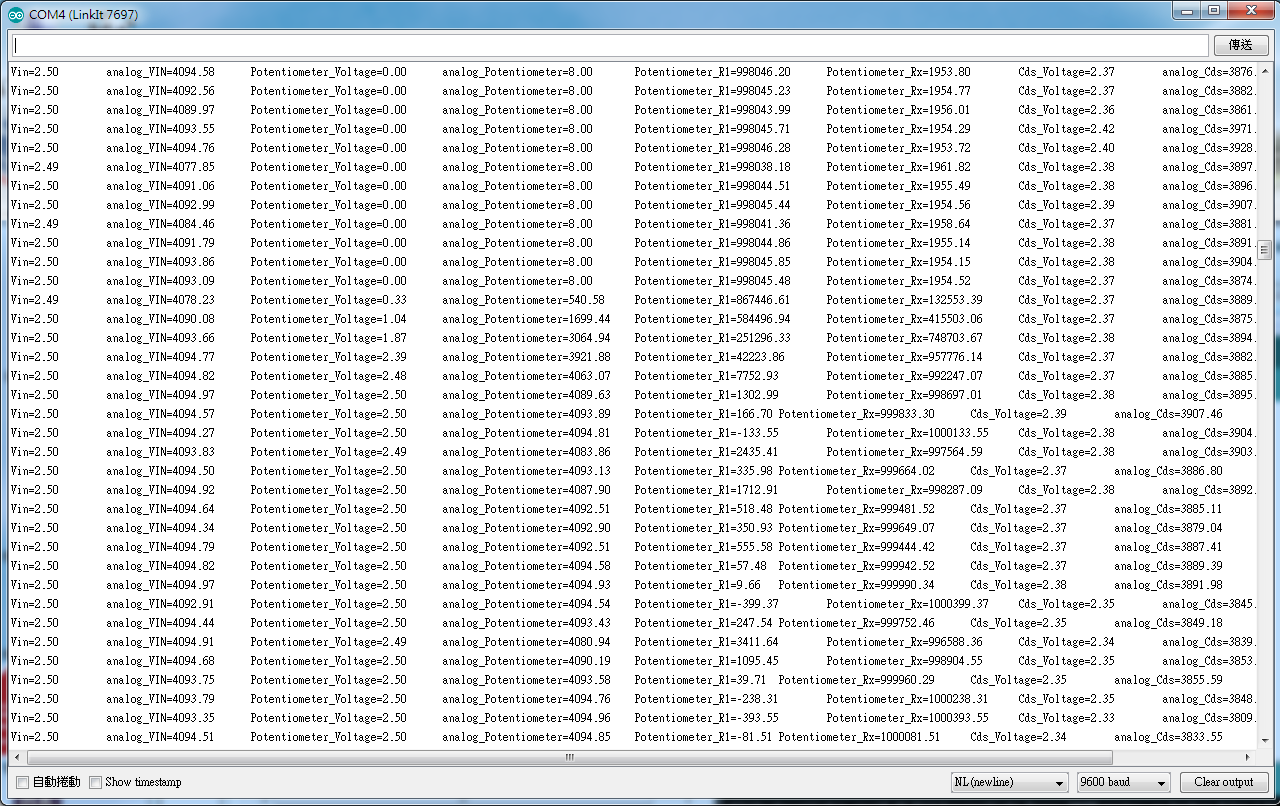 COM4 (LinkIt 7697)
傳送
Vin=2.50 analog_VIN=4094.58 Potentiometer_Voltage=0.00 analog_Potentiometer=8.00 Potentiometer_R1=998046.20 Potentiometer_Rx=1953.80 Cds_Voltage=2.37 analog_Cds=3876.
Vin=2.50 analog_VIN=4092.56 Potentiometer_Voltage=0.00 analog_Potentiometer=8.00 Potentiometer_R1=998045.23 Potentiometer_Rx=1954.77 Cds_Voltage=2.37 analog_Cds=3882.
Vin=2.50 analog_VIN=4089.97 Potentiometer_Voltage=0.00 analog_Potentiometer=8.00 Potentiometer_R1=998043.99 Potentiometer_Rx=1956.01 Cds_Voltage=2.36 analog_Cds=3861.
Vin=2.50 analog_VIN=4093.55 Potentiometer_Voltage=0.00 analog_Potentiometer=8.00 Potentiometer_R1=998045.71 Potentiometer_Rx=1954.29 Cds_Voltage=2.42 analog_Cds=3971.
Vin=2.50 analog_VIN=4094.76 Potentiometer_Voltage=0.00 analog_Potentiometer=8.00 Potentiometer_R1=998046.28 Potentiometer_Rx=1953.72 Cds_Voltage=2.40 analog_Cds=3928.
Vin=2.49 analog_VIN=4077.85 Potentiometer_Voltage=0.00 analog_Potentiometer=8.00 Potentiometer_R1=998038.18 Potentiometer_Rx=1961.82 Cds_Voltage=2.38 analog_Cds=3897.
Vin=2.50 analog_VIN=4091.06 Potentiometer_Voltage=0.00 analog_Potentiometer=8.00 Potentiometer_R1=998044.51 Potentiometer_Rx=1955.49 Cds_Voltage=2.38 analog_Cds=3896.
Vin=2.50 analog_VIN=4092.99 Potentiometer_Voltage=0.00 analog_Potentiometer=8.00 Potentiometer_R1=998045.44 Potentiometer_Rx=1954.56 Cds_Voltage=2.39 analog_Cds=3907.
Vin=2.49 analog_VIN=4084.46 Potentiometer_Voltage=0.00 analog_Potentiometer=8.00 Potentiometer_R1=998041.36 Potentiometer_Rx=1958.64 Cds_Voltage=2.37 analog_Cds=3881.
Vin=2.50 analog_VIN=4091.79 Potentiometer_Voltage=0.00 analog_Potentiometer=8.00 Potentiometer_R1=998044.86 Potentiometer_Rx=1955.14 Cds_Voltage=2.38 analog_Cds=3891.
Vin=2.50 analog_VIN=4093.86 Potentiometer_Voltage=0.00 analog_Potentiometer=8.00 Potentiometer_R1=998045.85 Potentiometer_Rx=1954.15 Cds_Voltage=2.38 analog_Cds=3904.
Vin=2.50 analog_VIN=4093.09 Potentiometer_Voltage=0.00 analog_Potentiometer=8.00 Potentiometer_R1=998045.48 Potentiometer_Rx=1954.52 Cds_Voltage=2.37 analog_Cds=3874.
Vin=2.49 analog_VIN=4078.23 Potentiometer_Voltage=0.33 analog_Potentiometer=540.58 Potentiometer_R1=867446.61 Potentiometer_Rx=132553.39 Cds_Voltage=2.37 analog_Cds=3889.
Vin=2.50 analog_VIN=4090.08 Potentiometer_Voltage=1.04 analog_Potentiometer=1699.44 Potentiometer_R1=584496.94 Potentiometer_Rx=415503.06 Cds_Voltage=2.37 analog_Cds=3875.
Vin=2.50 analog_VIN=4093.66 Potentiometer_Voltage=1.87 analog_Potentiometer=3064.94 Potentiometer_R1=251296.33 Potentiometer_Rx=748703.67 Cds_Voltage=2.37 analog_Cds=3894.
Vin=2.50 analog_VIN=4094.77 Potentiometer_Voltage=2.39 analog_Potentiometer=3921.88 Potentiometer_R1=42223.86 Potentiometer_Rx=957776.14 Cds_Voltage=2.37 analog_Cds=3882.
Vin=2.50 analog_VIN=4094.82 Potentiometer_Voltage=2.48 analog_Potentiometer=4063.07 Potentiometer_R1=7752.93 Potentiometer_Rx=992247.07 Cds_Voltage=2.37 analog_Cds=3885.
Vin=2.50 analog_VIN=4094.97 Potentiometer_Voltage=2.50 analog_Potentiometer=4089.63 Potentiometer_R1=1302.99 Potentiometer_Rx=998697.01 Cds_Voltage=2.38 analog_Cds=3895.
Vin=2.50 analog_VIN=4094.57 Potentiometer_Voltage=2.50 analog_Potentiometer=4093.89 Potentiometer_R1=166.70 Potentiometer_Rx=999833.30 Cds_Voltage=2.39 analog_Cds=3907.46
Vin=2.50 analog_VIN=4094.27 Potentiometer_Voltage=2.50 analog_Potentiometer=4094.81 Potentiometer_R1=-133.55 Potentiometer_Rx=1000133.55 Cds_Voltage=2.38 analog_Cds=3904.
Vin=2.50 analog_VIN=4093.83 Potentiometer_Voltage=2.49 analog_Potentiometer=4083.86 Potentiometer_R1=2435.41 Potentiometer_Rx=997564.59 Cds_Voltage=2.38 analog_Cds=3903.
Vin=2.50 analog_VIN=4094.50 Potentiometer_Voltage=2.50 analog_Potentiometer=4093.13 Potentiometer_R1=335.98 Potentiometer_Rx=999664.02 Cds_Voltage=2.37 analog_Cds=3886.80
Vin=2.50 analog_VIN=4094.92 Potentiometer_Voltage=2.50 analog_Potentiometer=4087.90 Potentiometer_R1=1712.91 Potentiometer_Rx=998287.09 Cds_Voltage=2.38 analog_Cds=3892.
Vin=2.50 analog_VIN=4094.64 Potentiometer_Voltage=2.50 analog_Potentiometer=4092.51 Potentiometer_R1=518.48 Potentiometer_Rx=999481.52 Cds_Voltage=2.37 analog_Cds=3885.11
Vin=2.50 analog_VIN=4094.34 Potentiometer_Voltage=2.50 analog_Potentiometer=4092.90 Potentiometer_R1=350.93 Potentiometer_Rx=999649.07 Cds_Voltage=2.37 analog_Cds=3879.04
Vin=2.50 analog_VIN=4094.79 Potentiometer_Voltage=2.50 analog_Potentiometer=4092.51 Potentiometer_R1=555.58 Potentiometer_Rx=999444.42 Cds_Voltage=2.37 analog_Cds=3887.41
Vin=2.50 analog_VIN=4094.82 Potentiometer_Voltage=2.50 analog_Potentiometer=4094.58 Potentiometer_R1=57.48 Potentiometer_Rx=999942.52 Cds_Voltage=2.37 analog_Cds=3889.39
Vin=2.50 analog_VIN=4094.97 Potentiometer_Voltage=2.50 analog_Potentiometer=4094.93 Potentiometer_R1=9.66 Potentiometer_Rx=999990.34 Cds_Voltage=2.38 analog_Cds=3891.98
Vin=2.50 analog_VIN=4092.91 Potentiometer_Voltage=2.50 analog_Potentiometer=4094.54 Potentiometer_R1=-399.37 Potentiometer_Rx=1000399.37 Cds_Voltage=2.35 analog_Cds=3845.
Vin=2.50 analog_VIN=4094.44 Potentiometer_Voltage=2.50 analog_Potentiometer=4093.43 Potentiometer_R1=247.54 Potentiometer_Rx=999752.46 Cds_Voltage=2.35 analog_Cds=3849.18
Vin=2.50 analog_VIN=4094.91 Potentiometer_Voltage=2.49 analog_Potentiometer=4080.94 Potentiometer_R1=3411.64 Potentiometer_Rx=996588.36 Cds_Voltage=2.34 analog_Cds=3839.
Vin=2.50 analog_VIN=4094.68 Potentiometer_Voltage=2.50 analog_Potentiometer=4090.19 Potentiometer_R1=1095.45 Potentiometer_Rx=998904.55 Cds_Voltage=2.35 analog_Cds=3853.
Vin=2.50 analog_VIN=4093.75 Potentiometer_Voltage=2.50 analog_Potentiometer=4093.58 Potentiometer_R1=39.71 Potentiometer_Rx=999960.29 Cds_Voltage=2.35 analog_Cds=3855.59
Vin=2.50 analog_VIN=4093.79 Potentiometer_Voltage=2.50 analog_Potentiometer=4094.76 Potentiometer_R1=-238.31 Potentiometer_Rx=1000238.31 Cds_Voltage=2.35 analog_Cds=3848.
Vin=2.50 analog_VIN=4093.35 Potentiometer_Voltage=2.50 analog_Potentiometer=4094.96 Potentiometer_R1=-393.55 Potentiometer_Rx=1000393.55 Cds_Voltage=2.33 analog_Cds=3809.
Vin=2.50 analog_VIN=4094.51 Potentiometer_Voltage=2.50 analog_Potentiometer=4094.85 Potentiometer_R1=-81.51 Potentiometer_Rx=1000081.51 Cds_Voltage=2.34 analog_Cds=3833.55
自動捲動 Show timestamp NL(newline) 9600 baud Clear output